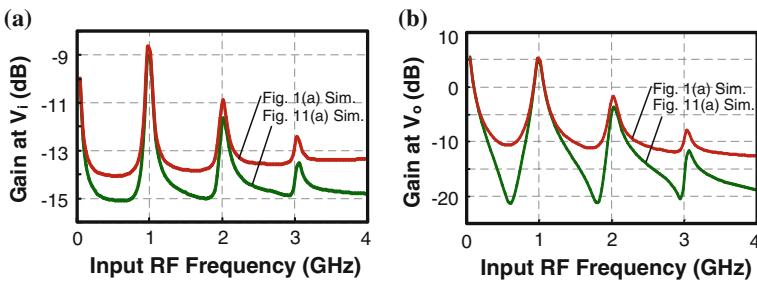 (a)
Gain at Vi (dB)
-9
-11
-13
-15
Fig. 1(a) Sim.
Fig. 11(a) Sim.
0
1
2
3
4
Input RF Frequency (GHz)
(b)
Gain at Vo (dB)
10
0
-10
-20
Fig. 1(a) Sim.
Fig. 11(a) Sim.
0
1
2
3
4
Input RF Frequency (GHz)